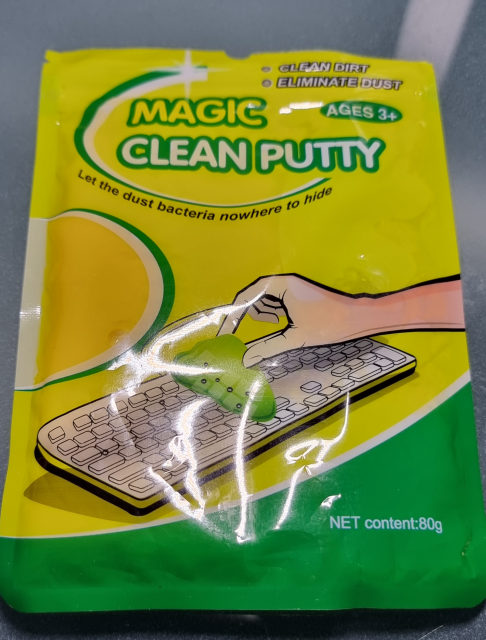 • CLEAN DIRT
• ELIMINATE DUST
MAGIC
AGES 3+
CLEAN PUTTY
Let the dust bacteria nowhere to hide
NET content:80g